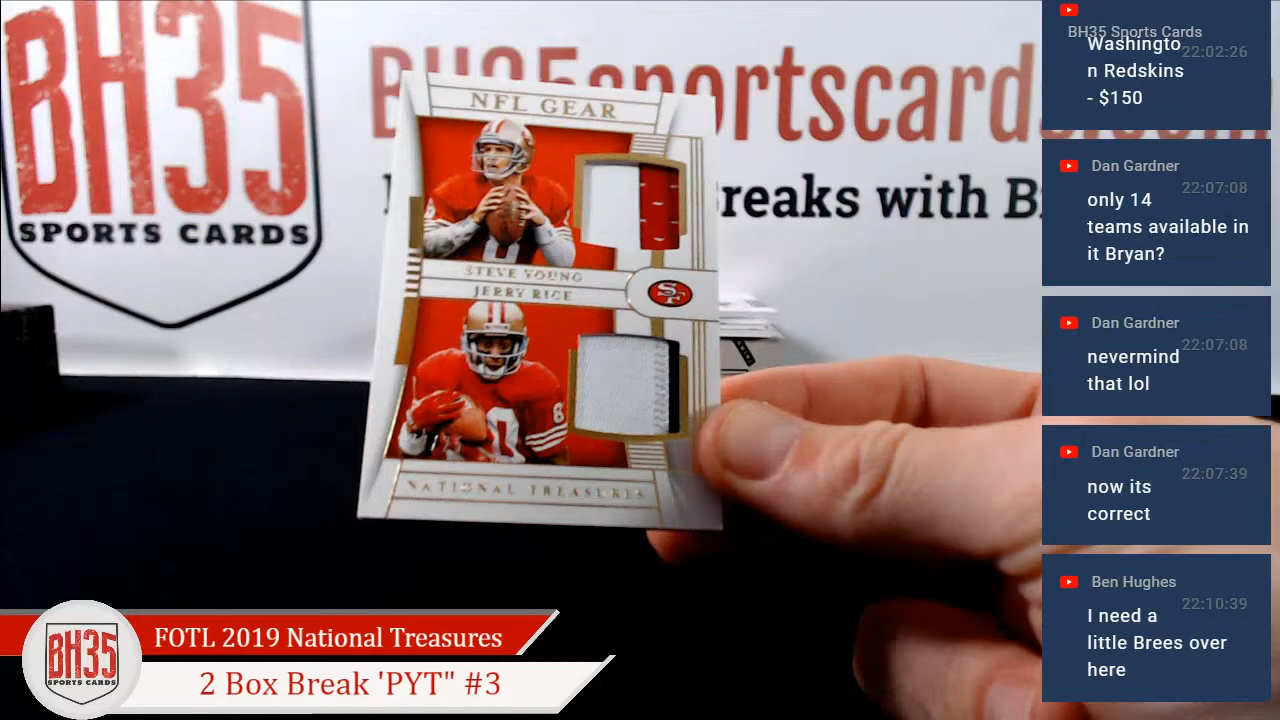 BH35
SPORTS CARDS
BH35sportscards.com
reaks with B
NFL GEAR
STEVE YOUNG
JERRY RICE
SF
8
NATIONAL TREASURES
BH35 Sports Cards
22:02:26
Washingto
n Redskins
- $150
Dan Gardner
22:07:08
only 14
teams available in
it Bryan?
Dan Gardner
22:07:08
nevermind
that lol
Dan Gardner
22:07:39
now its
correct
Ben Hughes
22:10:39
I need a
little Brees over
here
BH35
SPORTS CARDS
FOTL 2019 National Treasures
2 Box Break 'PYT" #3